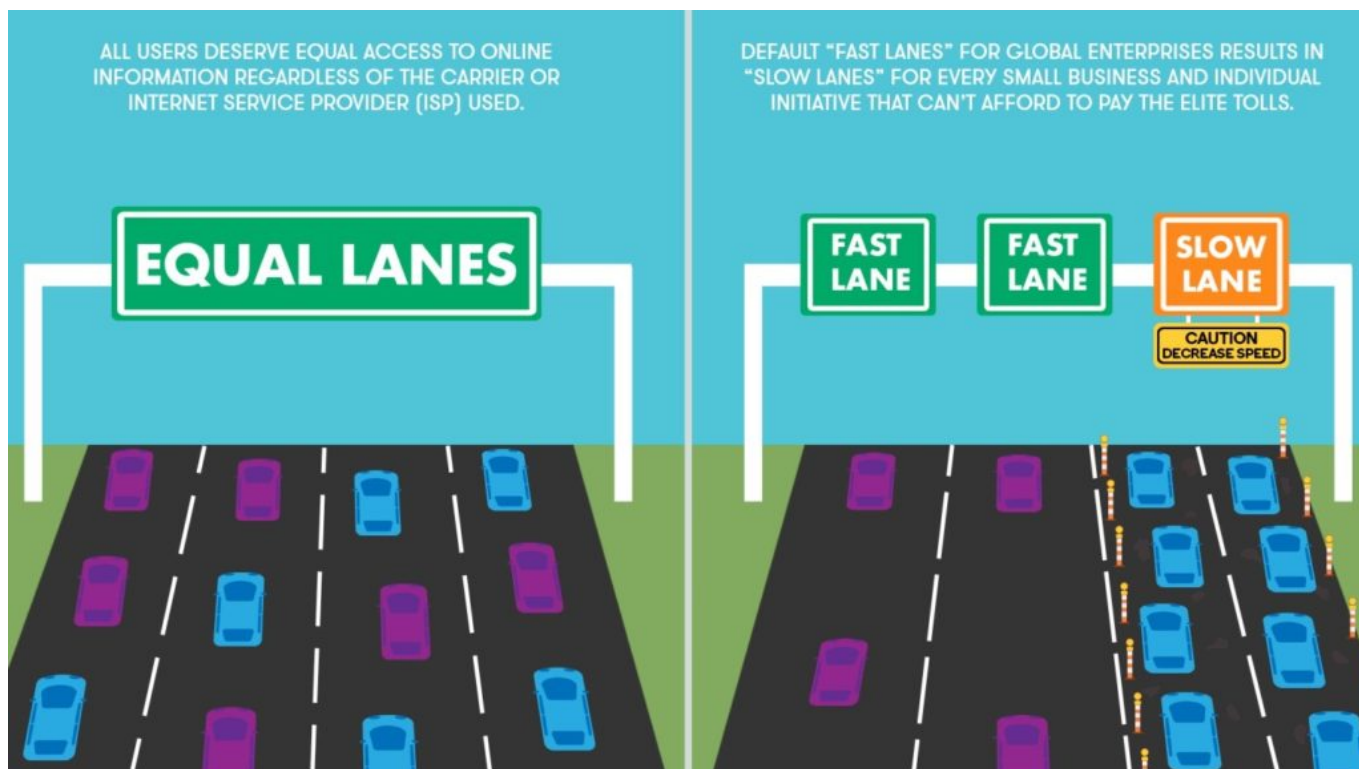 ALL USERS DESERVE EQUAL ACCESS TO ONLINE
INFORMATION REGARDLESS OF THE CARRIER OR
INTERNET SERVICE PROVIDER (ISP) USED.
EQUAL LANES
DEFAULT “FAST LANES” FOR GLOBAL ENTERPRISES RESULTS IN
“SLOW LANES” FOR EVERY SMALL BUSINESS AND INDIVIDUAL
INITIATIVE THAT CAN’T AFFORD TO PAY THE ELITE TOLLS.
FAST
LANE
FAST
LANE
SLOW
LANE
CAUTION
DECREASE SPEED